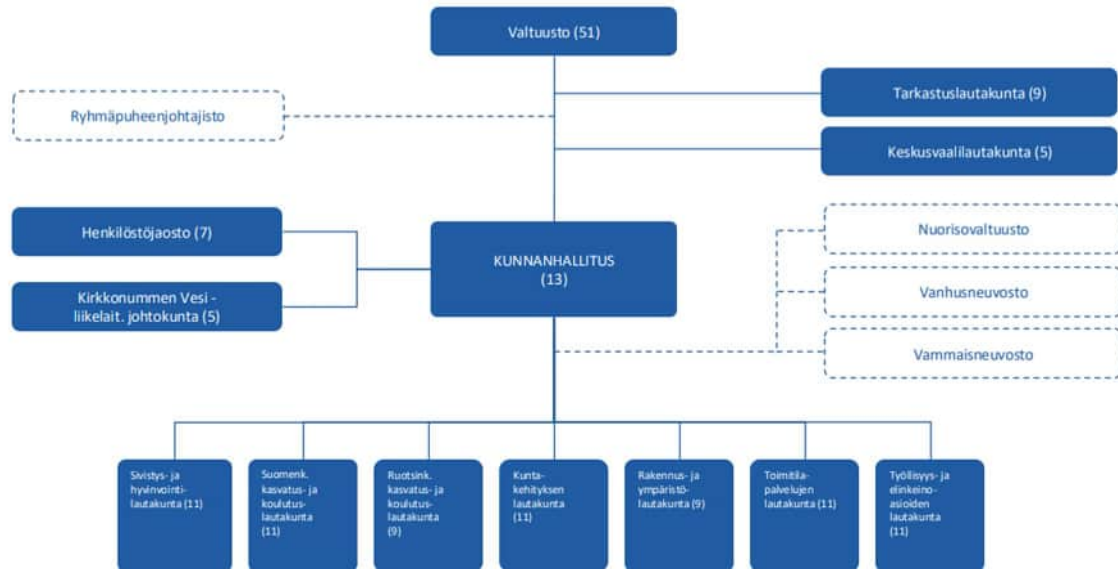 Valtuusto (51)
Ryhmäpuheenjohtajisto
Tarkastuslautakunta (9)
Keskusvaalilautakunta (5)
Henkilöstöjaosto (7)
Kirkkonummen Vesi -
liikelait. johtokunta (5)
KUNNANHALLITUS
(13)
Nuorisovaltuusto
Vanhusneuvosto
Vammaisneuvosto
Sivistys- ja
hyvinvointi-
lautakunta (11)
Suomenk.
kasvatus- ja
koulutus-
lautakunta
(11)
Ruotsink.
kasvatus- ja
koulutus-
lautakunta
(9)
Kunta-
kehityksen
lautakunta
(11)
Rakennus- ja
ympäristö-
lautakunta (9)
Toimitila-
palvelujen
lautakunta (11)
Työllisyys- ja
elinkeino-
asioiden
lautakunta
(11)